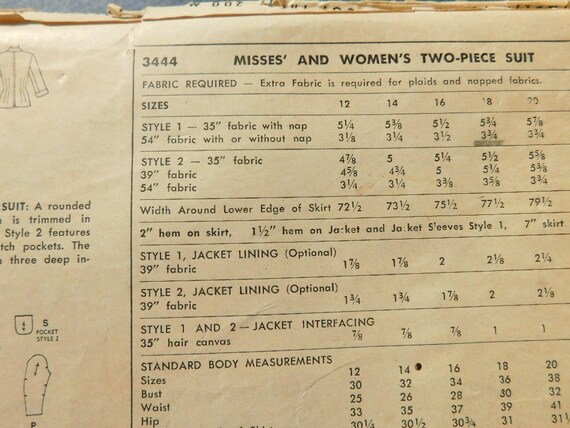 3444 MISSES' AND WOMEN'S TWO-PIECE SUIT
FABRIC REQUIRED — Extra Fabric is required for plaids and napped fabrics.
SIZES 12 14 16 18 20
STYLE 1 — 35" fabric with nap 5¼ 5⅜ 5½ 5¾ 5⅞
54" fabric with or without nap 3⅛ 3¼ 3½ 3¾ 3¾
STYLE 2 — 35" fabric 4⅞ 5 5¼ 5½ 5⅝
39" fabric 4⅝ 4¾ 5 5¼ 5⅜
54" fabric 3¼ 3¼ 3⅜ 3⅝ 3¾
Width Around Lower Edge of Skirt 72½ 73½ 75½ 77½ 79½
2" hem on skirt, 1½" hem on Jacket and Jacket Sleeves Style 1, 7" skirt
STYLE 1, JACKET LINING (Optional)
39" fabric 1⅞ 1⅞ 2 2⅛ 2¼
STYLE 2, JACKET LINING (Optional)
39" fabric 1¾ 1¾ 1⅞ 2 2⅛
STYLE 1 AND 2 — JACKET INTERFACING
35" hair canvas ⅞ ⅞ ⅞ 1 1
STANDARD BODY MEASUREMENTS
Sizes 12 14 16 18 20
Bust 30 32 34 36 38
Waist 25 26 28 30 32
Hip 33 35 37 39 41
30¼ 30½ 30¾ 31
SUIT: A rounded
is trimmed in
Style 2 features
tch pockets. The
three deep in-
S
POCKET
STYLE 2
P